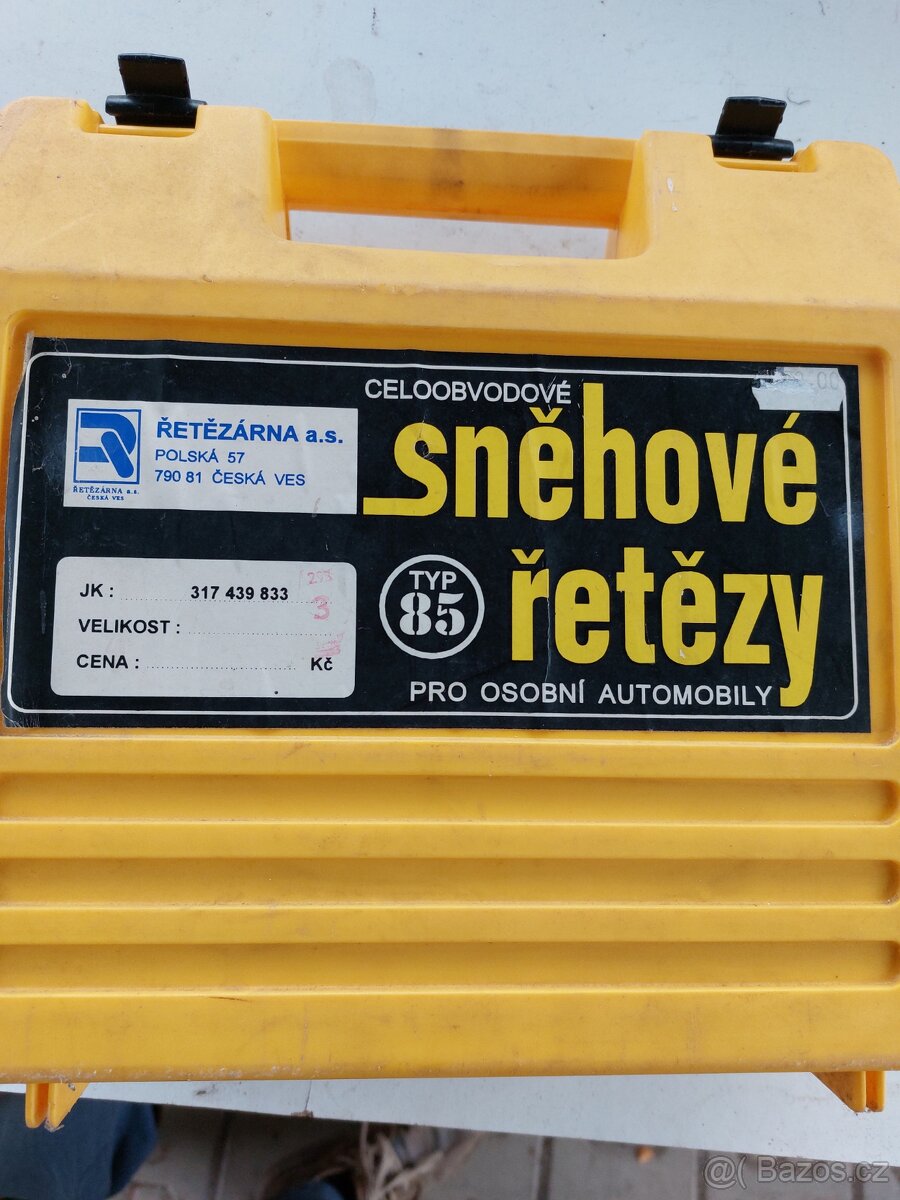 CELOOBVODOVÉ
sněhové
řetězy
TYP
85
PRO OSOBNÍ AUTOMOBILY
ŘETĚZÁRNA a.s.
POLSKÁ 57
790 81 ČESKÁ VES
ŘETĚZÁRNA a.s.
ČESKÁ VES
JK : 317 439 833
VELIKOST : 3
CENA : Kč
@ Bazos.cz